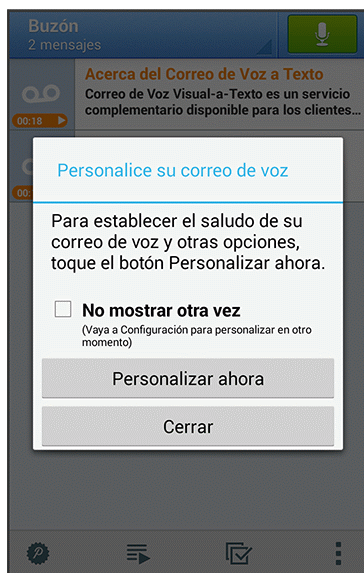 Buzón
2 mensajes
Acerca del Correo de Voz a Texto
Correo de Voz Visual-a-Texto es un servicio
complementario disponible para los clientes...
00:18
00:
Personalice su correo de voz
Para establecer el saludo de su
correo de voz y otras opciones,
toque el botón Personalizar ahora.
No mostrar otra vez
(Vaya a Configuración para personalizar en otro
momento)
Personalizar ahora
Cerrar